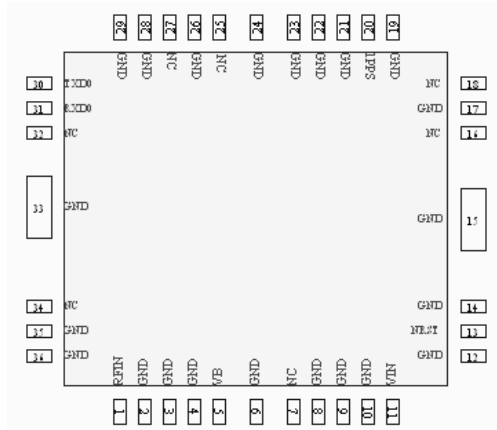 29 28 27 26 25 24 23 22 21 20 19
GND GND NC GND NC GND GND GND GND 1PPS GND
30 TXD0 NC 18
31 RXD0 GND 17
32 NC NC 16
33 GND GND 15
34 NC GND 14
35 GND NRST 13
36 GND GND 12
RFIN GND GND GND VB GND NC GND GND GND VIN
1 2 3 4 5 6 7 8 9 10 11